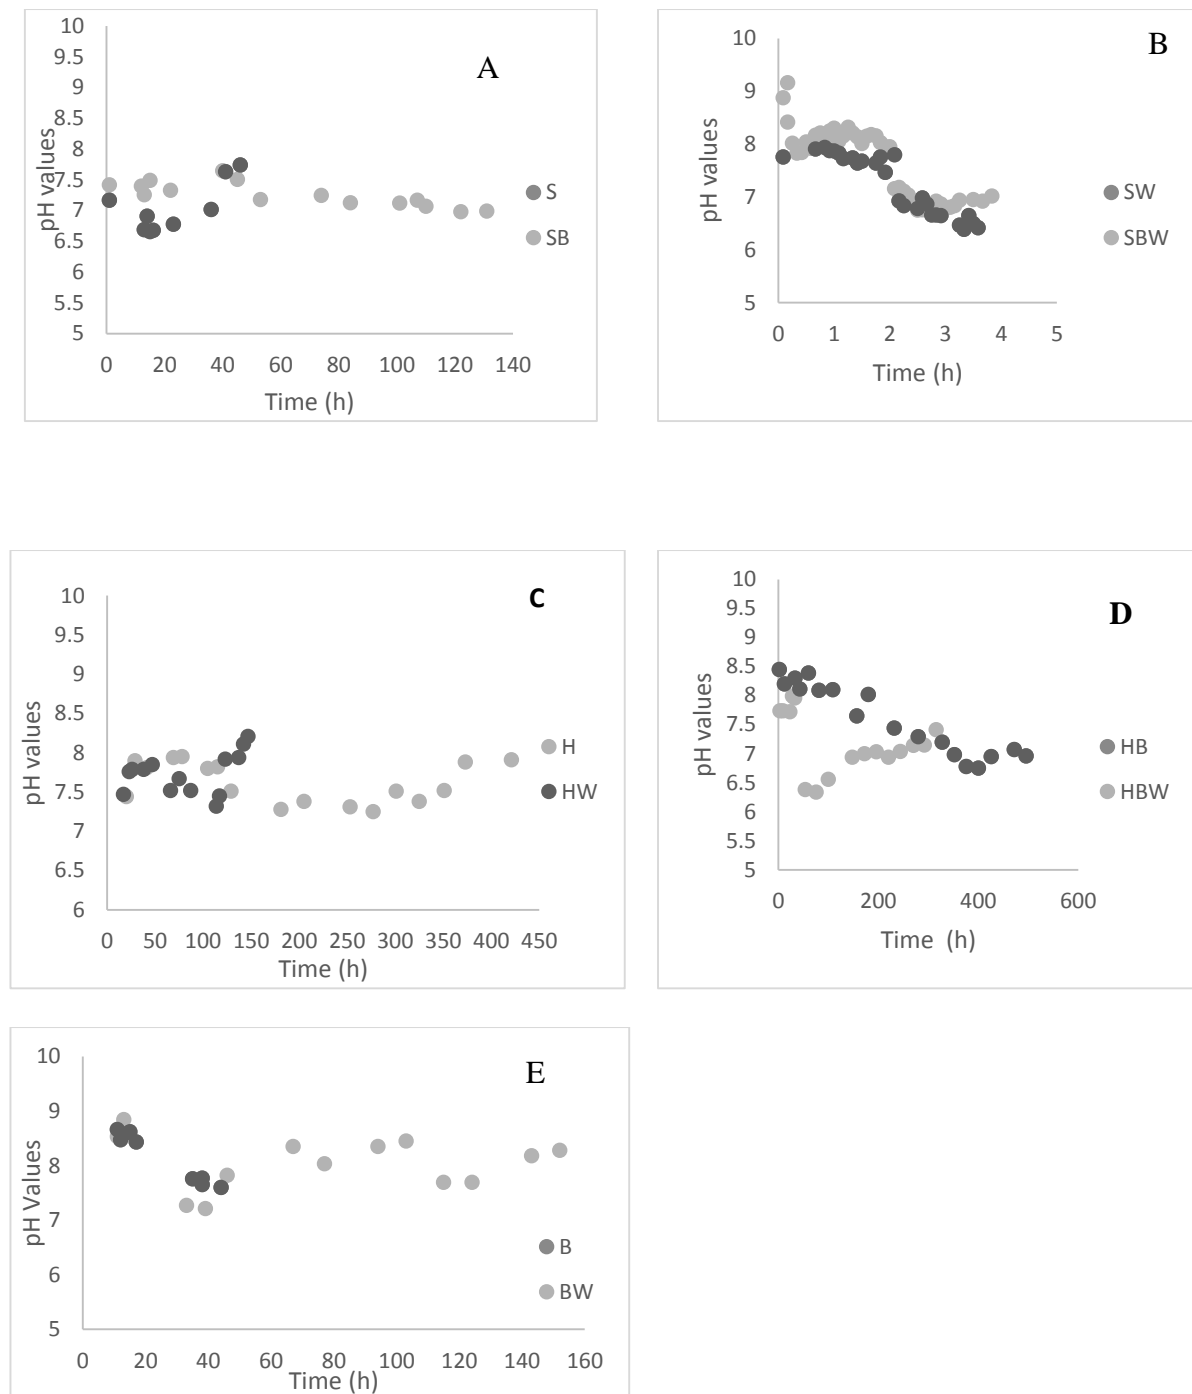 A
10
9.5
9
8.5
8
7.5
7
6.5
6
5.5
5
pH values
0 20 40 60 80 100 120 140
Time (h)
S
SB
B
10
9
8
7
6
5
pH values
0 1 2 3 4 5
Time (h)
SW
SBW
C
10
9.5
9
8.5
8
7.5
7
6.5
6
pH values
0 50 100 150 200 250 300 350 400 450
Time (h)
H
HW
D
10
9.5
9
8.5
8
7.5
7
6.5
6
5.5
5
pH values
0 200 400 600
Time (h)
HB
HBW
E
10
9
8
7
6
5
pH Values
0 20 40 60 80 100 120 140 160
Time (h)
B
BW